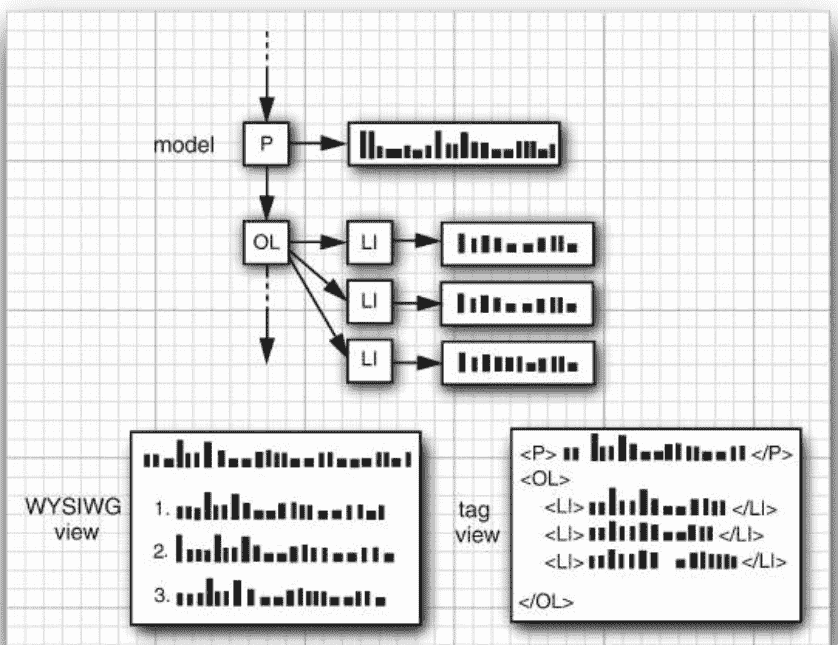 model
P
OL
LI
LI
LI
WYSIWG
view
1.
2.
3.
tag
view
<P> </P>
<OL>
<LI> </LI>
<LI> </LI>
<LI> </LI>
</OL>